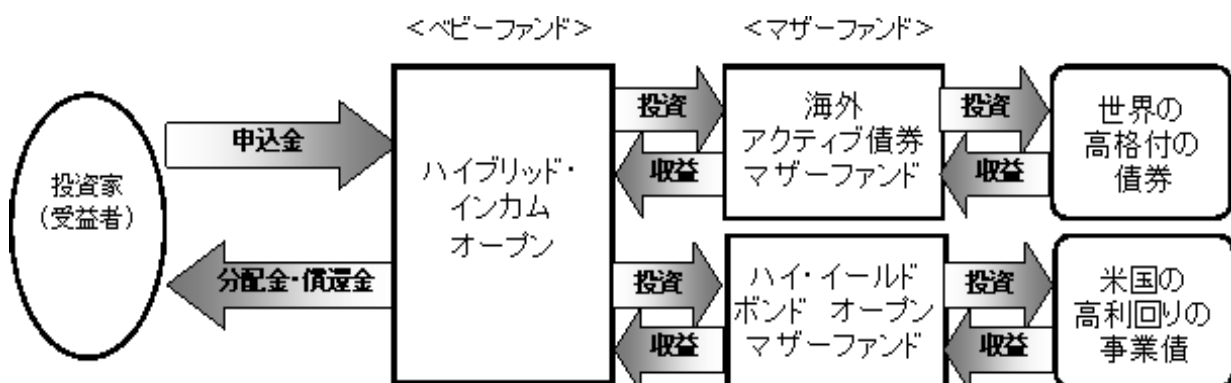 ＜ベビーファンド＞
＜マザーファンド＞
投資家
（受益者）
申込金
分配金・償還金
ハイブリッド・
インカム
オープン
投資
収益
海外
アクティブ債券
マザーファンド
投資
収益
世界の
高格付の
債券
投資
収益
ハイ・イールド
ボンド　オープン
マザーファンド
投資
収益
米国の
高利回りの
事業債